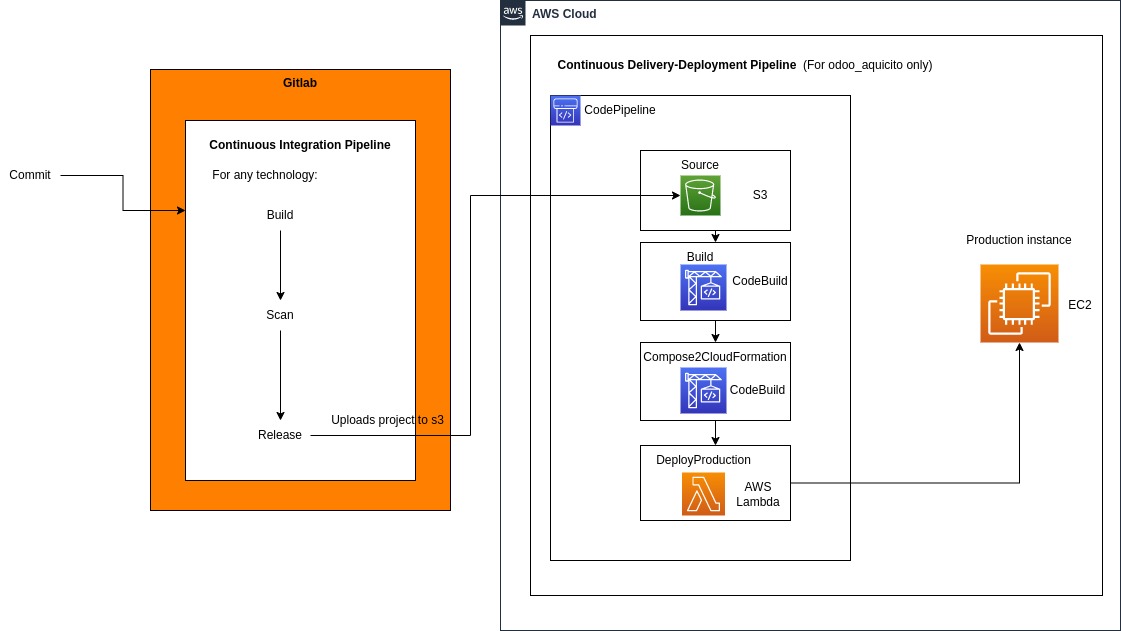 aws
AWS Cloud
Continuous Delivery-Deployment Pipeline (For odoo_aquicito only)
Gitlab
CodePipeline
Continuous Integration Pipeline
Commit
For any technology:
Source
S3
Build
Production instance
Build
CodeBuild
EC2
Scan
Compose2CloudFormation
CodeBuild
Uploads project to s3
Release
DeployProduction
AWS
Lambda